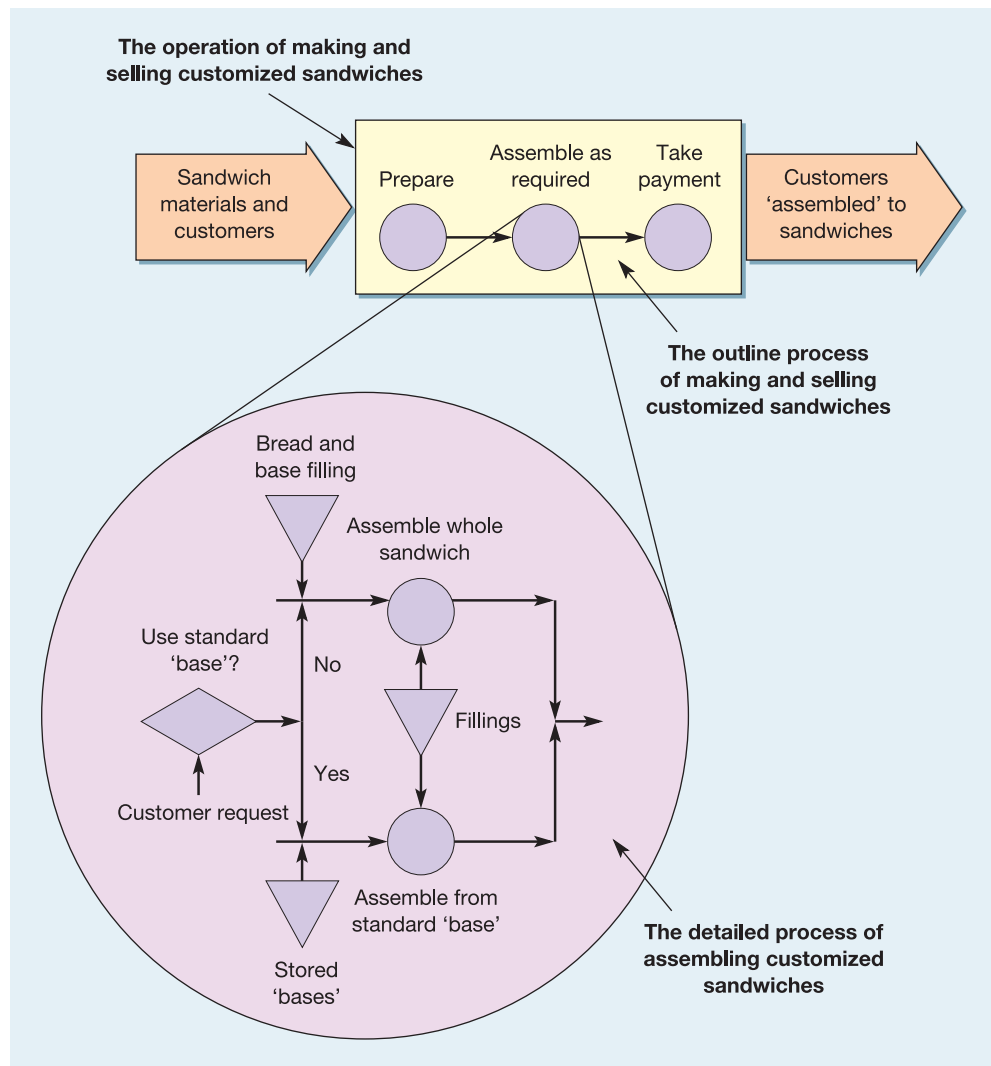 The operation of making and
selling customized sandwiches
Sandwich
materials and
customers
Prepare
Assemble as
required
Take
payment
Customers
‘assembled’ to
sandwiches
The outline process
of making and selling
customized sandwiches
Bread and
base filling
Assemble whole
sandwich
Use standard
‘base’?
No
Fillings
Yes
Customer request
Assemble from
standard ‘base’
Stored
‘bases’
The detailed process of
assembling customized
sandwiches